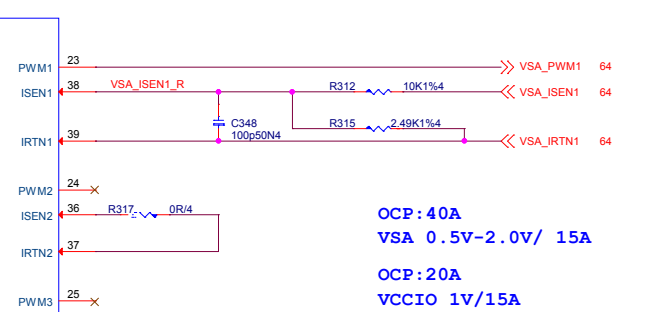 PWM1 23 VSA_PWM1 64
ISEN1 38 VSA_ISEN1_R R312 10K1%4 VSA_ISEN1 64
C348 R315 2.49K1%4
100p50N4
IRTN1 39 VSA_IRTN1 64
PWM2 24
ISEN2 36 R317 0R/4 OCP:40A
VSA 0.5V-2.0V/ 15A
IRTN2 37
OCP:20A
PWM3 25 VCCIO 1V/15A